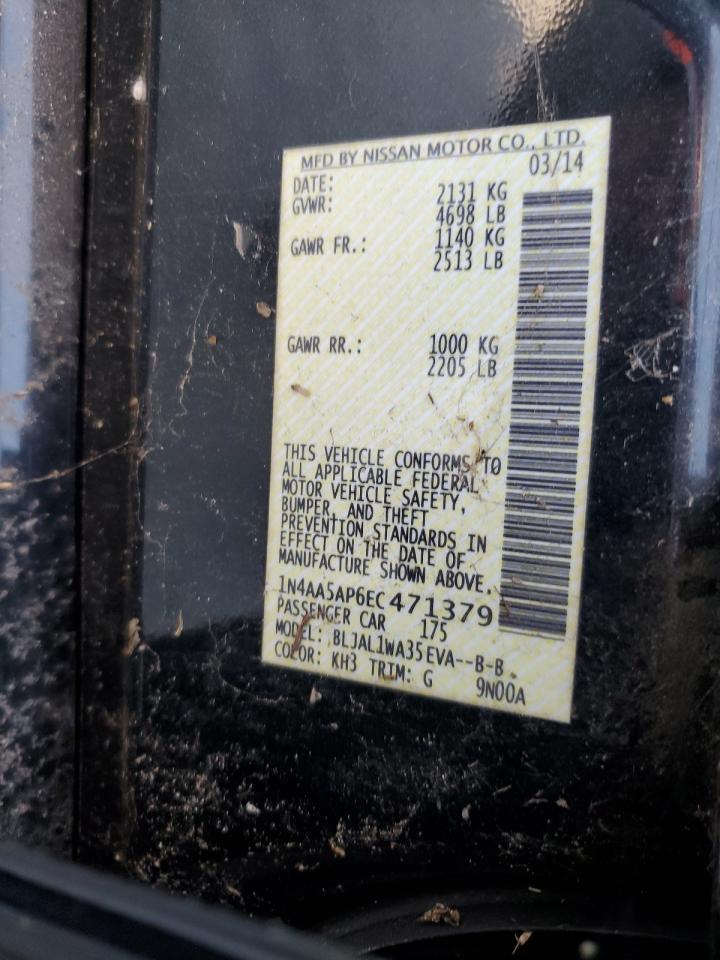 MFD BY NISSAN MOTOR CO., LTD.
DATE: 03/14
GVWR: 2131 KG
4698 LB
GAWR FR.: 1140 KG
2513 LB
GAWR RR.: 1000 KG
2205 LB
THIS VEHICLE CONFORMS TO
ALL APPLICABLE FEDERAL
MOTOR VEHICLE SAFETY,
BUMPER, AND THEFT
PREVENTION STANDARDS IN
EFFECT ON THE DATE OF
MANUFACTURE SHOWN ABOVE.
1N4AA5AP6EC471379
PASSENGER CAR 175
MODEL: BLJAL1WA35EVA--B-B
COLOR: KH3 TRIM: G 9N00A